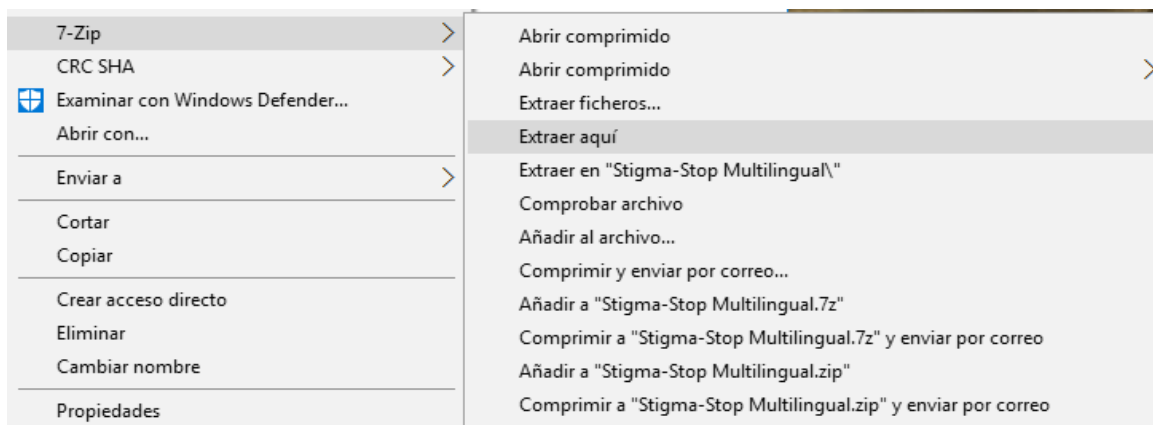 7-Zip
CRC SHA
Examinar con Windows Defender...
Abrir con...
Enviar a
Cortar
Copiar
Crear acceso directo
Eliminar
Cambiar nombre
Propiedades
Abrir comprimido
Abrir comprimido
Extraer ficheros...
Extraer aquí
Extraer en "Stigma-Stop Multilingual\"
Comprobar archivo
Añadir al archivo...
Comprimir y enviar por correo...
Añadir a "Stigma-Stop Multilingual.7z"
Comprimir a "Stigma-Stop Multilingual.7z" y enviar por correo
Añadir a "Stigma-Stop Multilingual.zip"
Comprimir a "Stigma-Stop Multilingual.zip" y enviar por correo